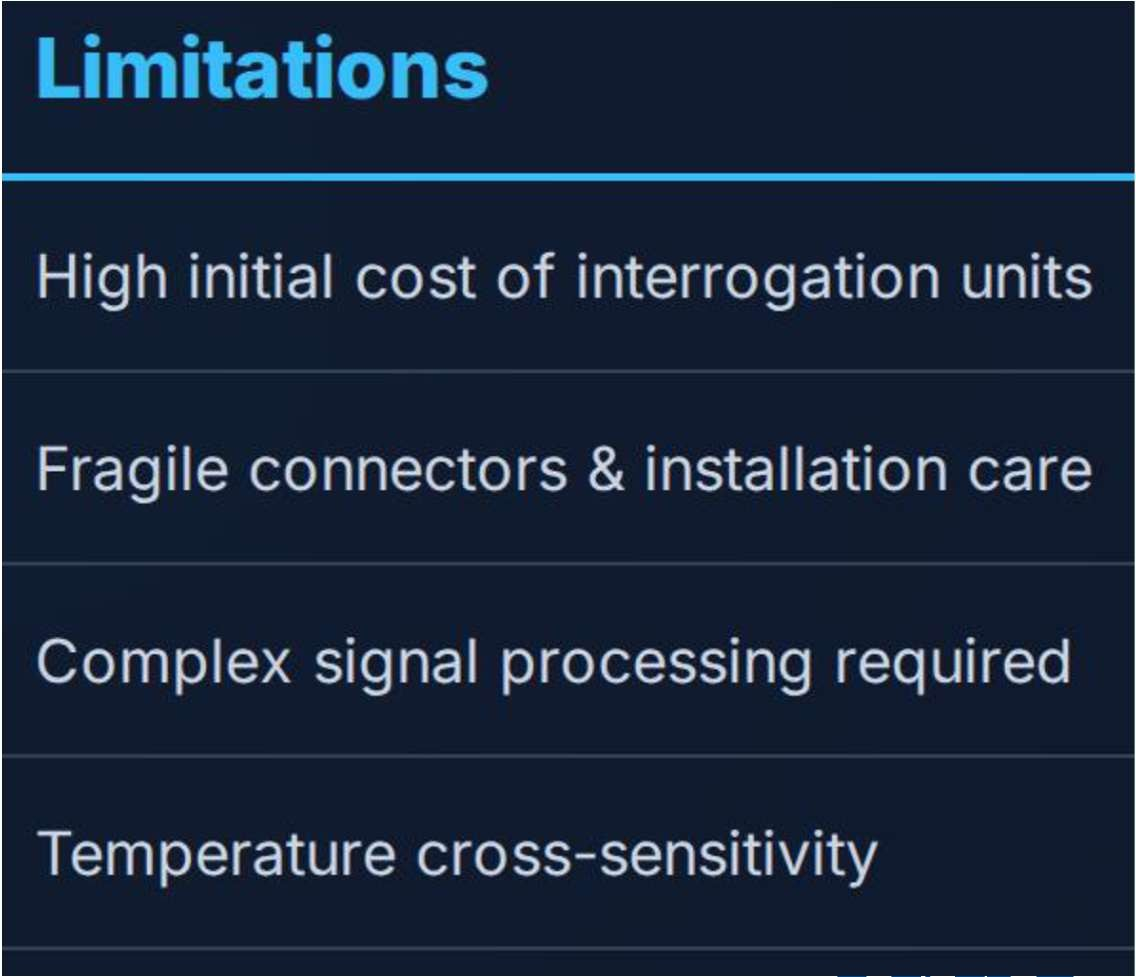 Limitations
High initial cost of interrogation units
Fragile connectors & installation care
Complex signal processing required
Temperature cross-sensitivity